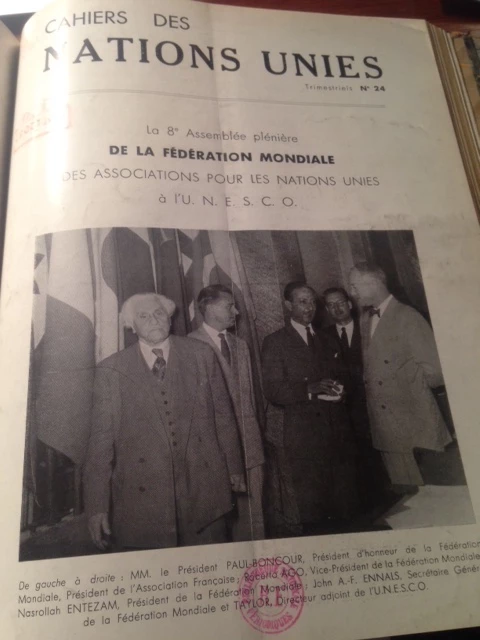 CAHIERS DES
NATIONS UNIES
Trimestriels N° 24
La 8e Assemblée plénière
DE LA FÉDÉRATION MONDIALE
DES ASSOCIATIONS POUR LES NATIONS UNIES
à l'U. N. E. S. C. O.
De gauche à droite : MM. le Président PAUL-BONCOUR, Président d'honneur de la Fédération
Mondiale, Président de l'Association Française, Roberto AGO, Vice-Président de la Fédération Mondiale
Nasrollah ENTEZAM, Président de la Fédération Mondiale; John A.-F. ENNALS, Secrétaire Génér
de la Fédération Mondiale et TAYLOR, Directeur adjoint de l'U.N.E.S.C.O.